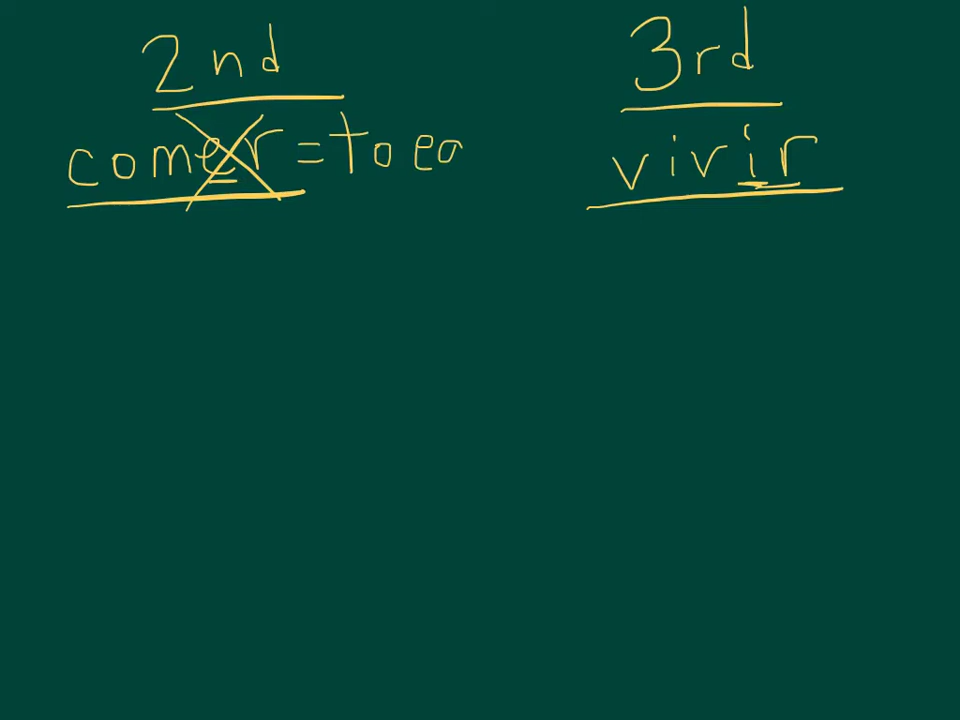 2nd
comer = to ea
3rd
vivir